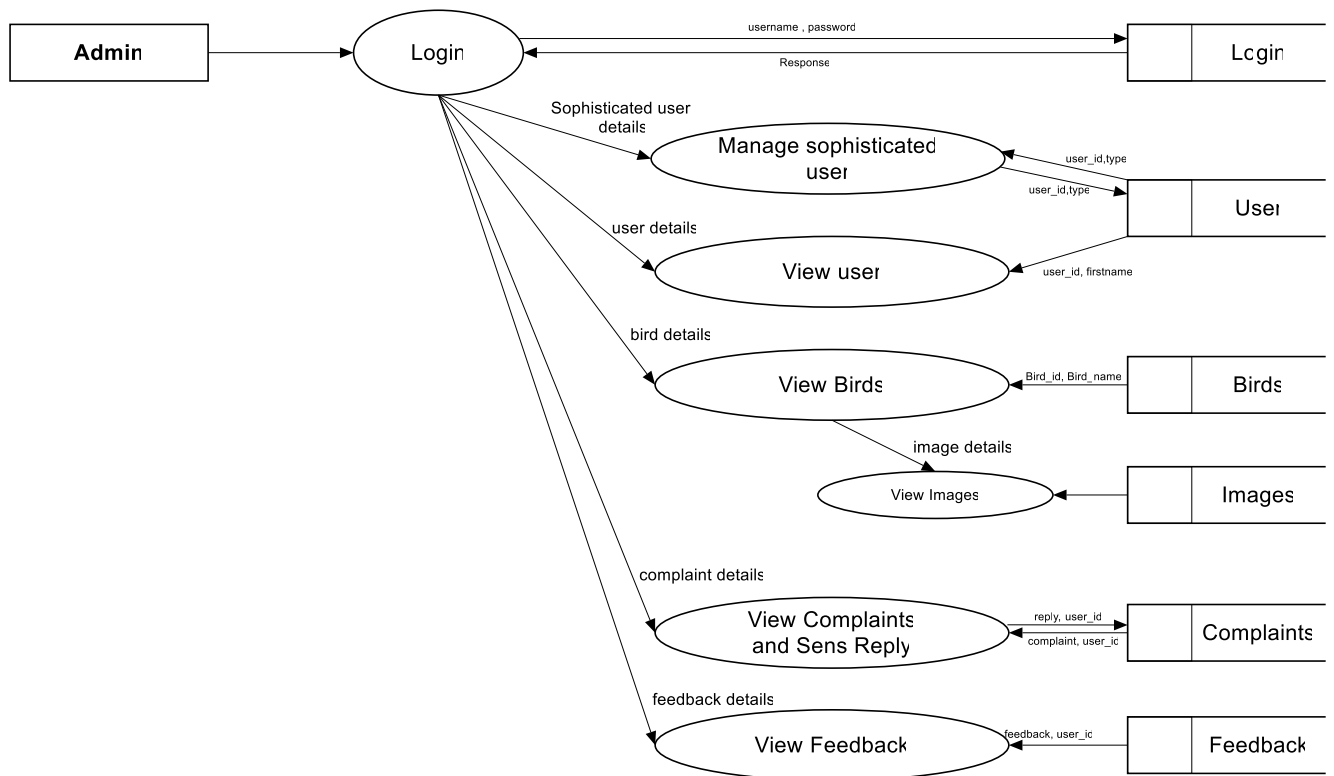 Admin
Login
username , password
Response
Login
Sophisticated user
details
Manage sophisticated
user
user_id,type
user_id,type
User
user details
View user
user_id, firstname
bird details
View Birds
Bird_id, Bird_name
Birds
image details
View Images
Images
complaint details
View Complaints
and Sens Reply
reply, user_id
complaint, user_id
Complaints
feedback details
View Feedback
feedback, user_id
Feedback